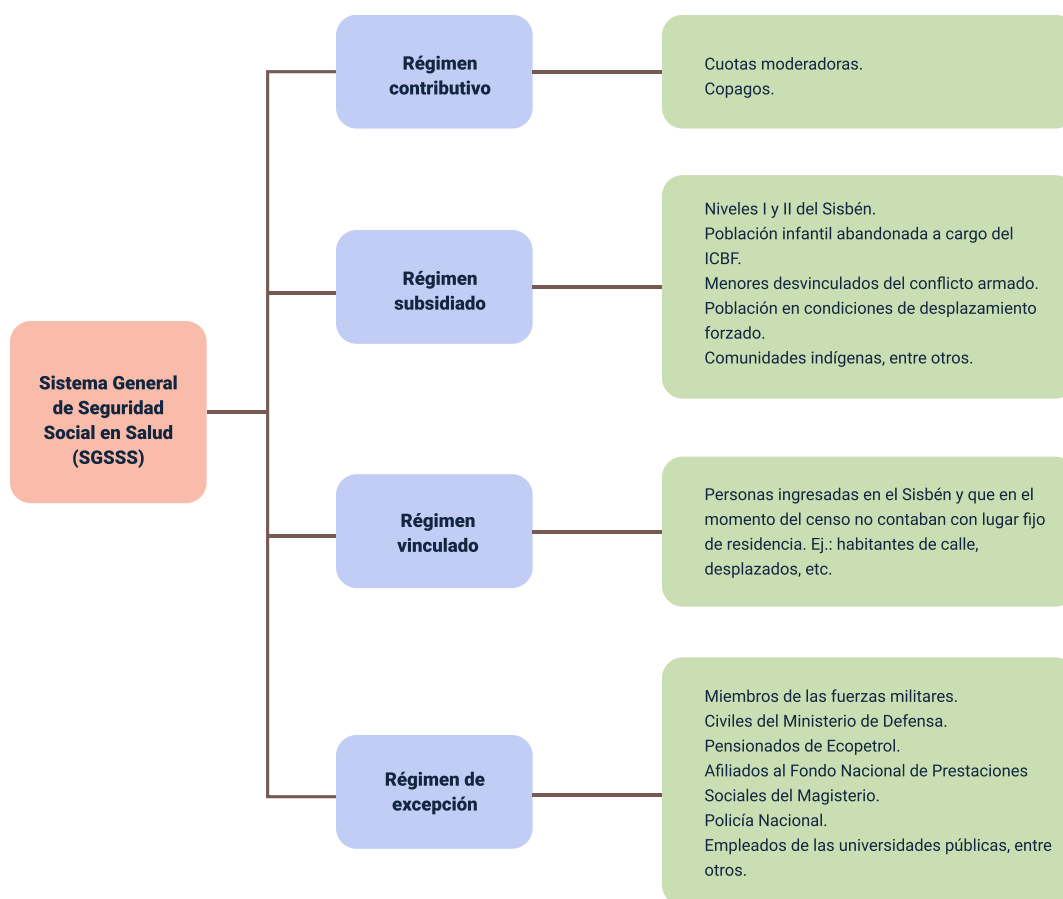 Régimen
contributivo
Cuotas moderadoras.
Copagos.
Régimen
subsidiado
Niveles I y II del Sisbén.
Población infantil abandonada a cargo del
ICBF.
Menores desvinculados del conflicto armado.
Población en condiciones de desplazamiento
forzado.
Comunidades indígenas, entre otros.
Sistema General
de Seguridad
Social en Salud
(SGSSS)
Régimen
vinculado
Personas ingresadas en el Sisbén y que en el
momento del censo no contaban con lugar fijo
de residencia. Ej.: habitantes de calle,
desplazados, etc.
Régimen de
excepción
Miembros de las fuerzas militares.
Civiles del Ministerio de Defensa.
Pensionados de Ecopetrol.
Afiliados al Fondo Nacional de Prestaciones
Sociales del Magisterio.
Policía Nacional.
Empleados de las universidades públicas, entre
otros.